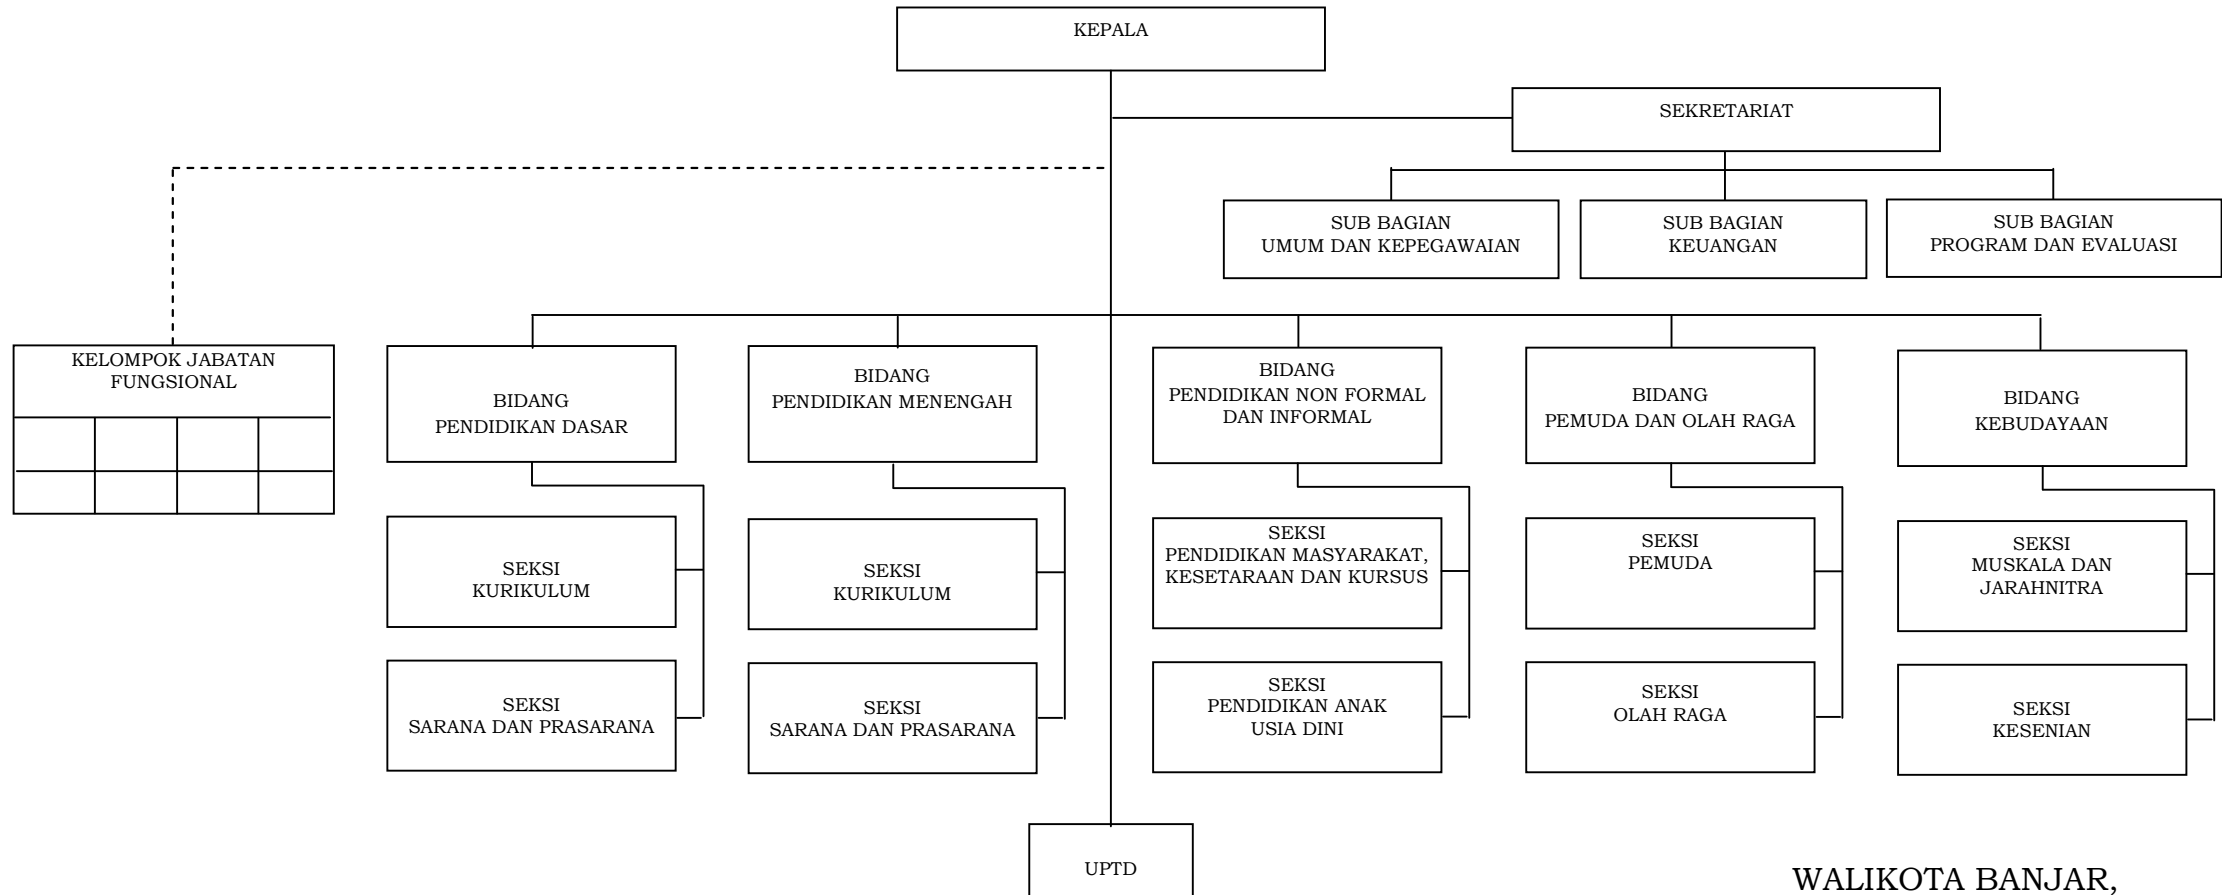 KEPALA
SEKRETARIAT
SUB BAGIAN
UMUM DAN KEPEGAWAIAN
SUB BAGIAN
KEUANGAN
SUB BAGIAN
PROGRAM DAN EVALUASI
KELOMPOK JABATAN
FUNGSIONAL
BIDANG
PENDIDIKAN DASAR
BIDANG
PENDIDIKAN MENENGAH
BIDANG
PENDIDIKAN NON FORMAL
DAN INFORMAL
BIDANG
PEMUDA DAN OLAH RAGA
BIDANG
KEBUDAYAAN
SEKSI
KURIKULUM
SEKSI
KURIKULUM
SEKSI
PENDIDIKAN MASYARAKAT,
KESETARAAN DAN KURSUS
SEKSI
PEMUDA
SEKSI
MUSKALA DAN
JARAHNITRA
SEKSI
SARANA DAN PRASARANA
SEKSI
SARANA DAN PRASARANA
SEKSI
PENDIDIKAN ANAK
USIA DINI
SEKSI
OLAH RAGA
SEKSI
KESENIAN
UPTD
WALIKOTA BANJAR,